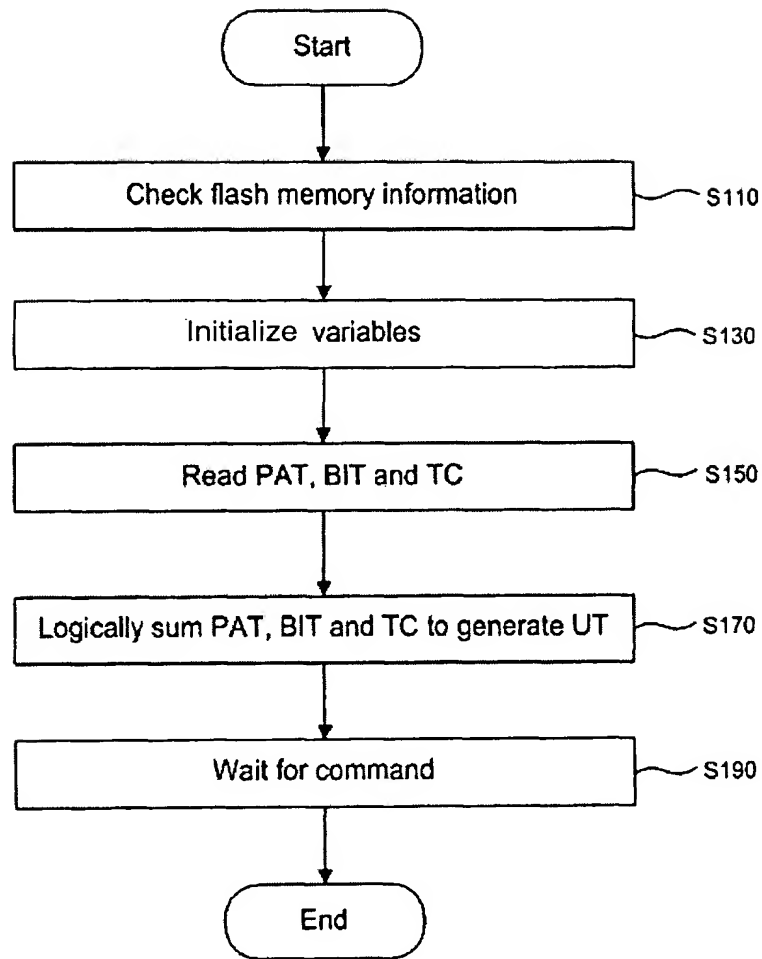 Start
Check flash memory information
S110
Initialize variables
S130
Read PAT, BIT and TC
S150
Logically sum PAT, BIT and TC to generate UT
S170
Wait for command
S190
End